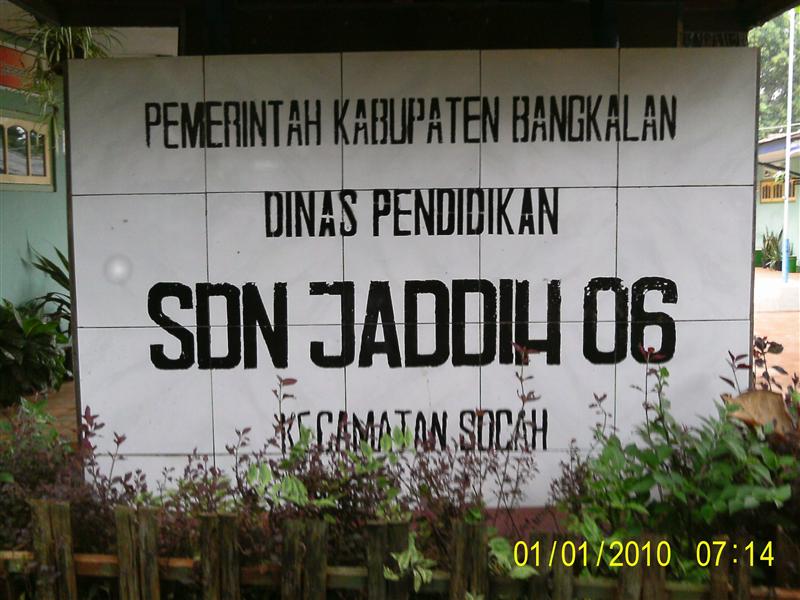 PEMERINTAH KABUPATEN BANGKALAN
DINAS PENDIDIKAN
SDN JADDIH 06
KECAMATAN SOCAH
01/01/2010 07:14